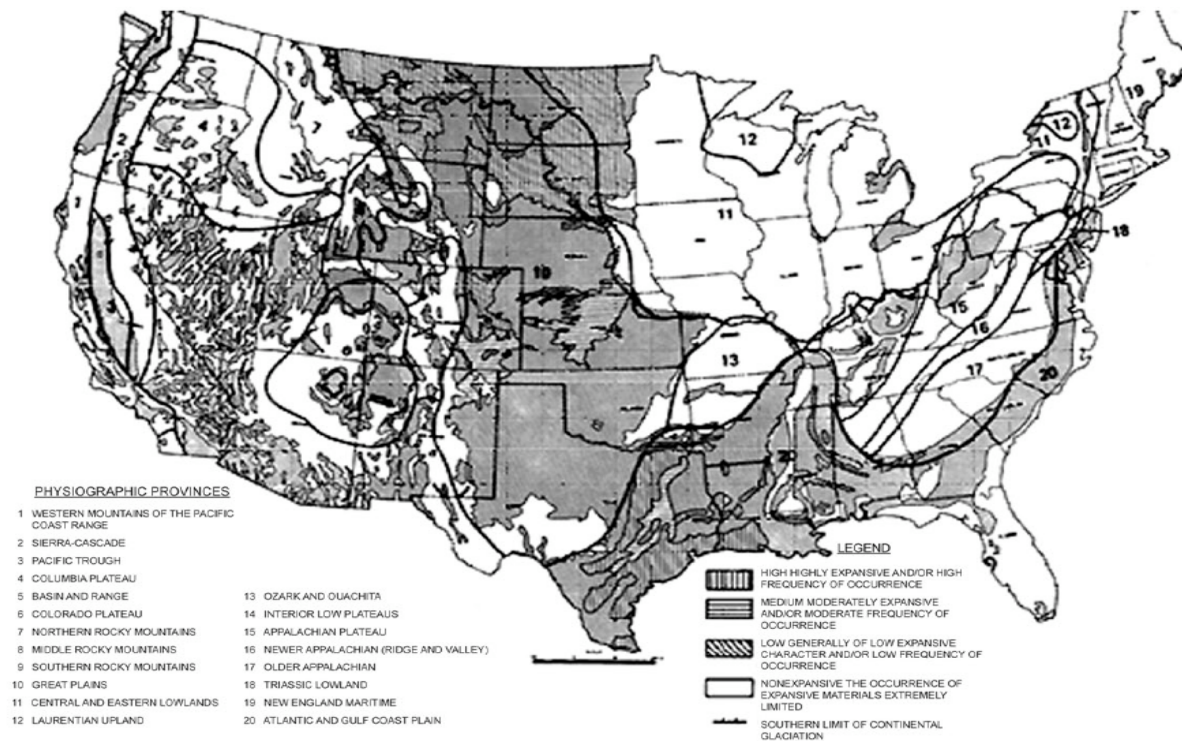 12
19
12
11
7
4
2
11
18
10
15
16
13
17
20
3
20
PHYSIOGRAPHIC PROVINCES
1 WESTERN MOUNTAINS OF THE PACIFIC
COAST RANGE
2 SIERRA-CASCADE
3 PACIFIC TROUGH
4 COLUMBIA PLATEAU
5 BASIN AND RANGE
6 COLORADO PLATEAU
7 NORTHERN ROCKY MOUNTAINS
8 MIDDLE ROCKY MOUNTAINS
9 SOUTHERN ROCKY MOUNTAINS
10 GREAT PLAINS
11 CENTRAL AND EASTERN LOWLANDS
12 LAURENTIAN UPLAND
13 OZARK AND OUACHITA
14 INTERIOR LOW PLATEAUS
15 APPALACHIAN PLATEAU
16 NEWER APPALACHIAN (RIDGE AND VALLEY)
17 OLDER APPALACHIAN
18 TRIASSIC LOWLAND
19 NEW ENGLAND MARITIME
20 ATLANTIC AND GULF COAST PLAIN
LEGEND
HIGH HIGHLY EXPANSIVE AND/OR HIGH
FREQUENCY OF OCCURRENCE
MEDIUM MODERATELY EXPANSIVE
AND/OR MODERATE FREQUENCY OF
OCCURRENCE
LOW GENERALLY OF LOW EXPANSIVE
CHARACTER AND/OR LOW FREQUENCY OF
OCCURRENCE
NONEXPANSIVE THE OCCURRENCE OF
EXPANSIVE MATERIALS EXTREMELY
LIMITED
SOUTHERN LIMIT OF CONTINENTAL
GLACIATION